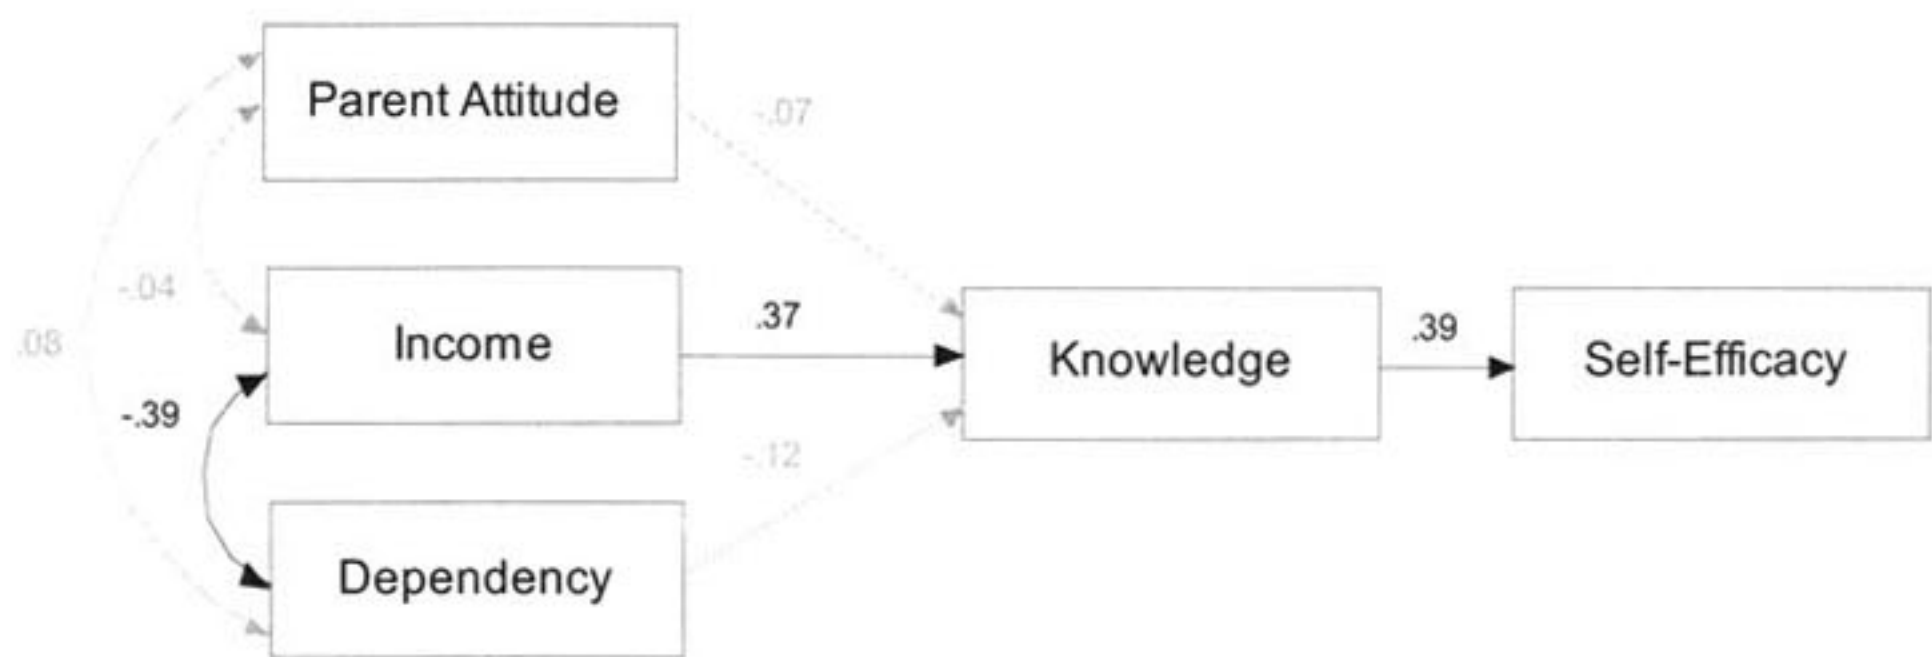 Parent Attitude
-.07
-.04
Income
.37
.08
-.39
Knowledge
.39
Self-Efficacy
-.12
Dependency